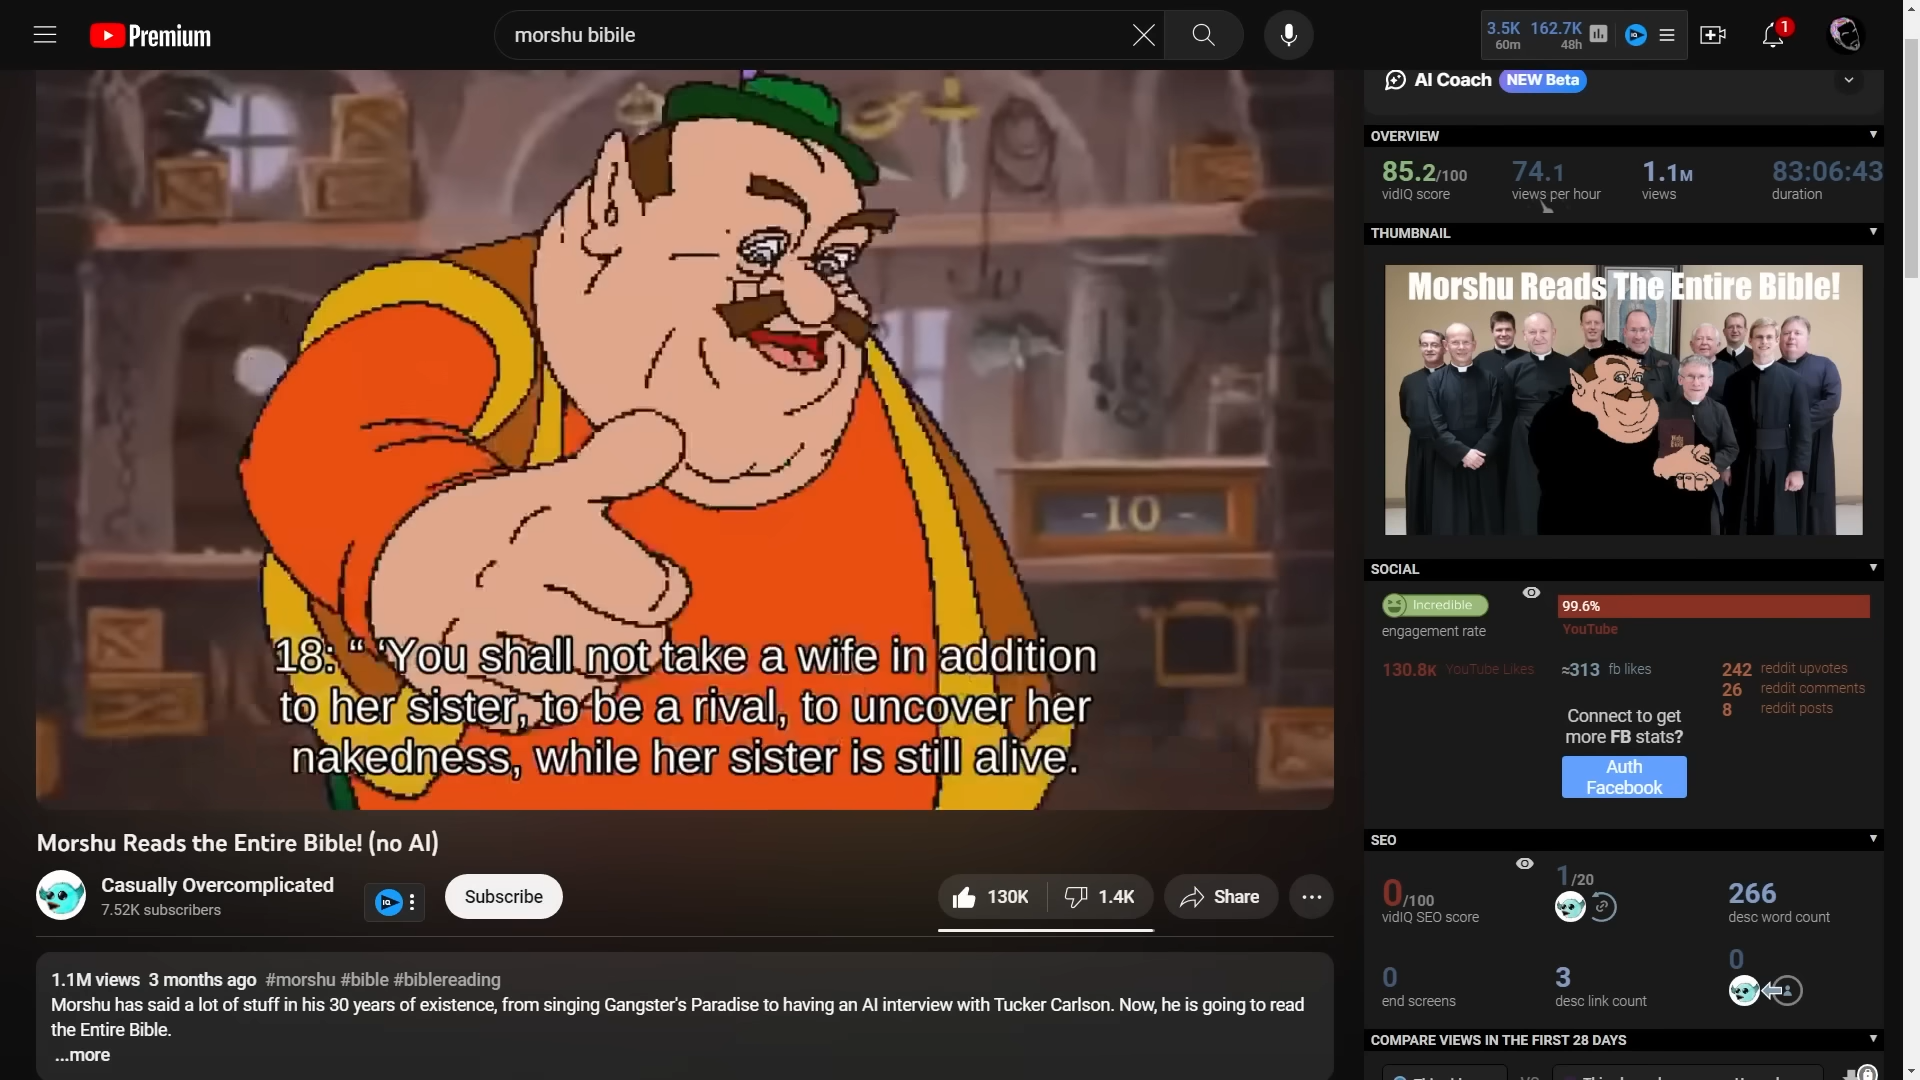 Premium
morshu bibile
3.5K 162.7K
60m 48h
IQ
1
18: “ ‘You shall not take a wife in addition
to her sister, to be a rival, to uncover her
nakedness, while her sister is still alive.
- 10 -
Morshu Reads the Entire Bible! (no AI)
Casually Overcomplicated
7.52K subscribers
IQ
Subscribe
130K
1.4K
Share
1.1M views 3 months ago #morshu #bible #biblereading
Morshu has said a lot of stuff in his 30 years of existence, from singing Gangster's Paradise to having an AI interview with Tucker Carlson. Now, he is going to read
the Entire Bible.
...more
AI Coach NEW Beta
OVERVIEW
85.2/100 74.1 1.1M 83:06:43
vidIQ score views per hour views duration
THUMBNAIL
Morshu Reads The Entire Bible!
SOCIAL
Incredible
engagement rate
99.6%
YouTube
130.8K YouTube Likes
≈313 fb likes
242 reddit upvotes
26 reddit comments
8 reddit posts
Connect to get
more FB stats?
Auth
Facebook
SEO
0/100
vidIQ SEO score
1/20
266
desc word count
0
end screens
3
desc link count
0
COMPARE VIEWS IN THE FIRST 28 DAYS